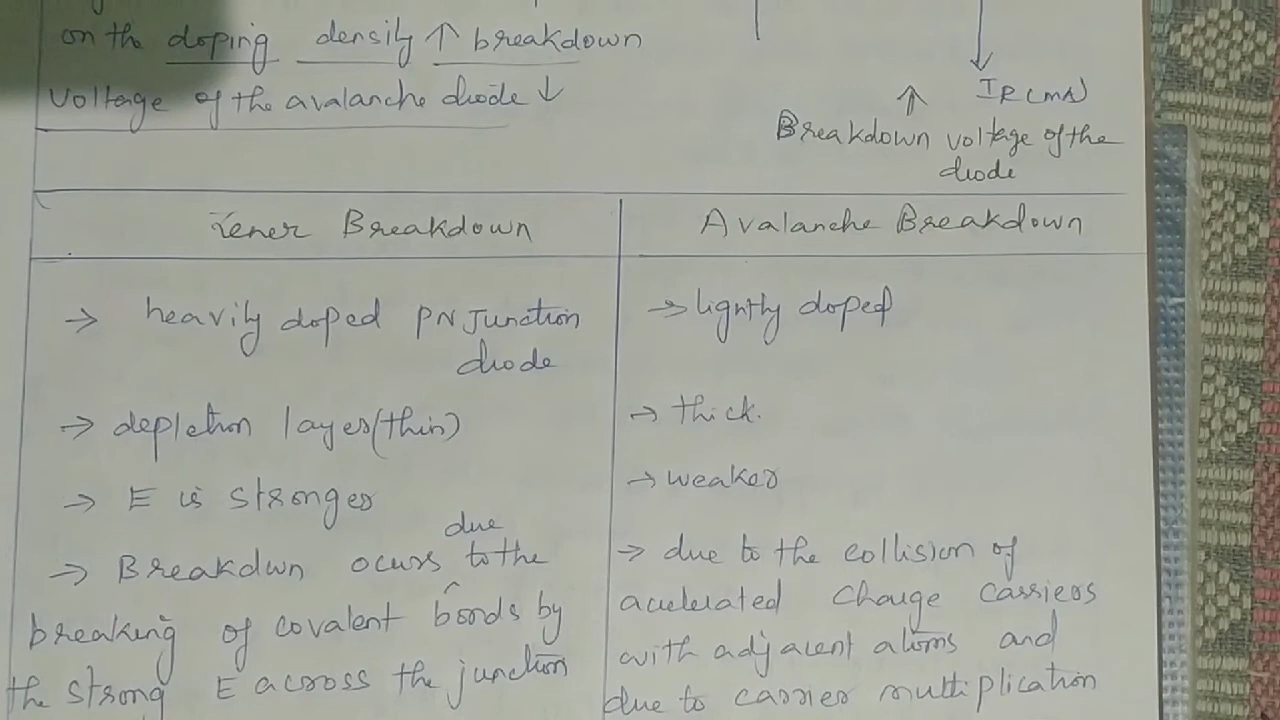 on the doping density ↑ breakdown
voltage of the avalanche diode ↓
IR(mA)
↑
Breakdown voltage of the
diode
Zener Breakdown
Avalanche Breakdown
→ heavily doped PN Junction
diode
→ lightly doped
→ depletion layer(thin)
→ thick.
→ E is stronger
→ weaker
→ Breakdwn ocurs due to the
breaking of covalent bonds by
the strong E across the junction
→ due to the collision of
accelerated charge carriers
with adjacent atoms and
due to carrier multiplication